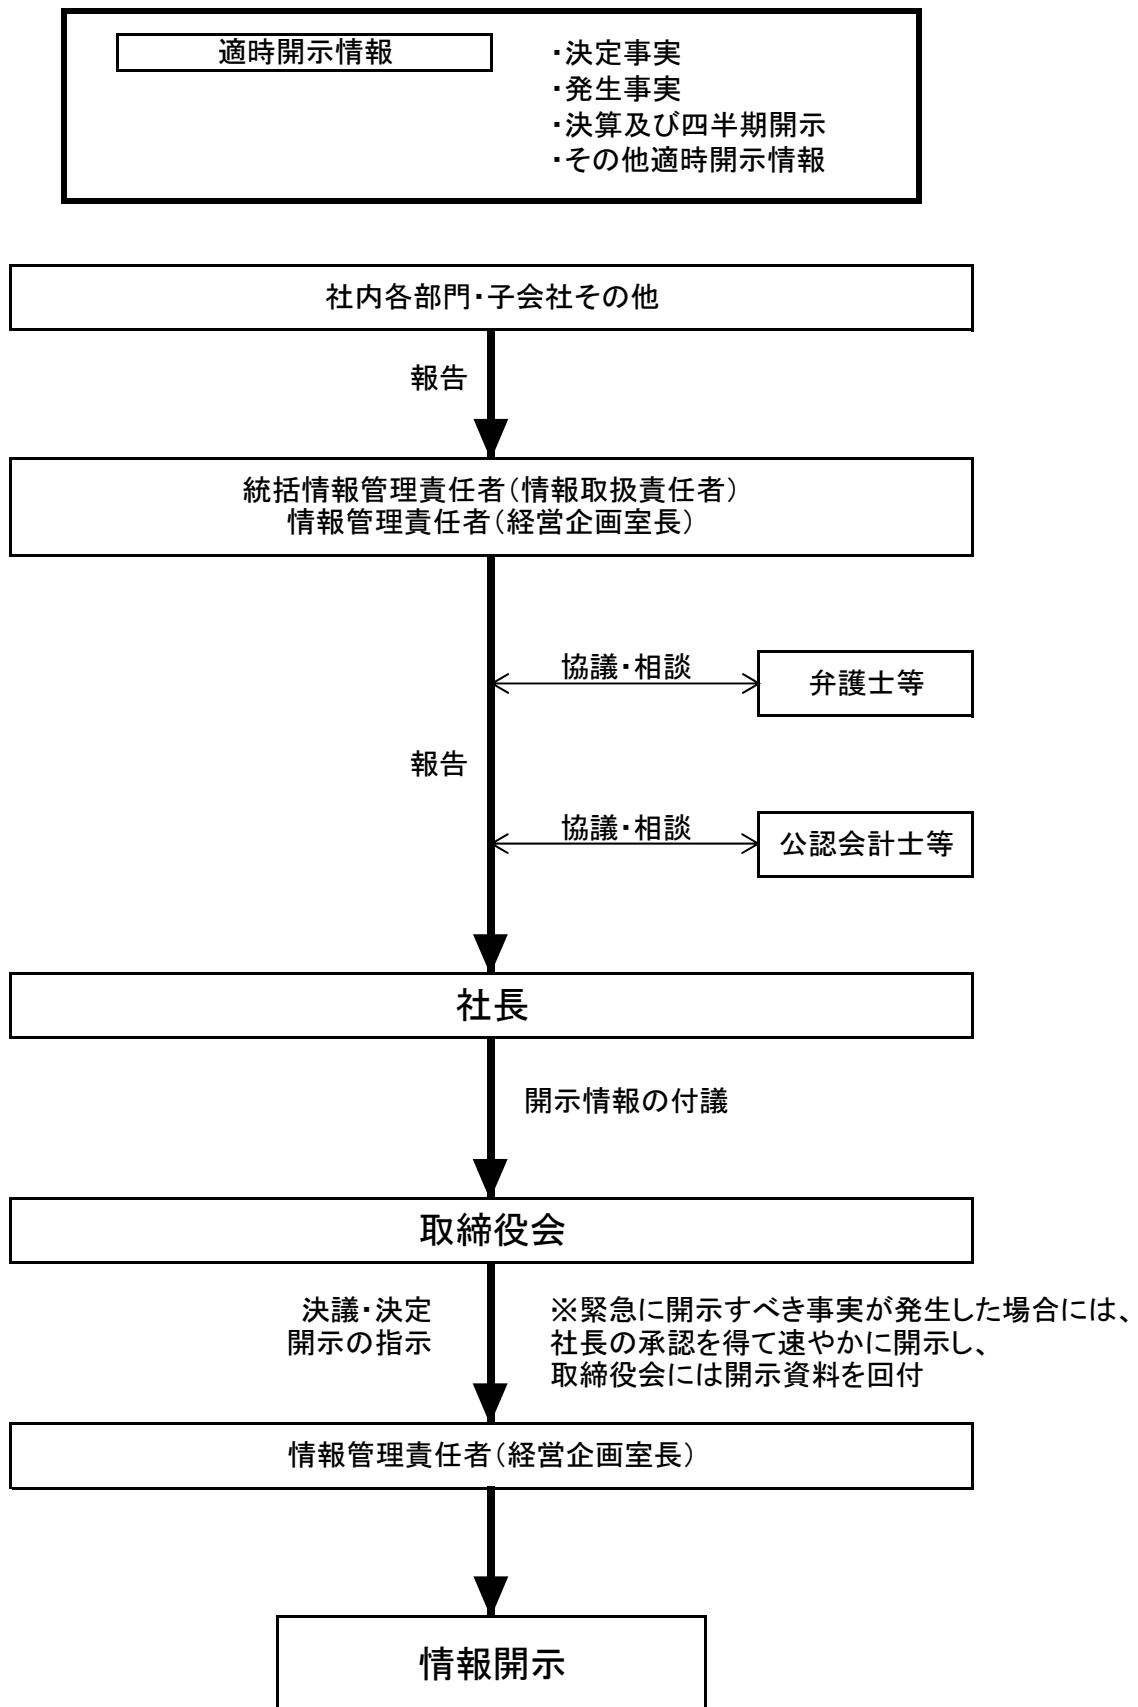 適時開示情報
・決定事実
・発生事実
・決算及び四半期開示
・その他適時開示情報
社内各部門・子会社その他
報告
統括情報管理責任者（情報取扱責任者）
情報管理責任者（経営企画室長）
協議・相談
弁護士等
報告
協議・相談
公認会計士等
社長
開示情報の付議
取締役会
決議・決定
開示の指示
※緊急に開示すべき事実が発生した場合には、
社長の承認を得て速やかに開示し、
取締役会には開示資料を回付
情報管理責任者（経営企画室長）
情報開示